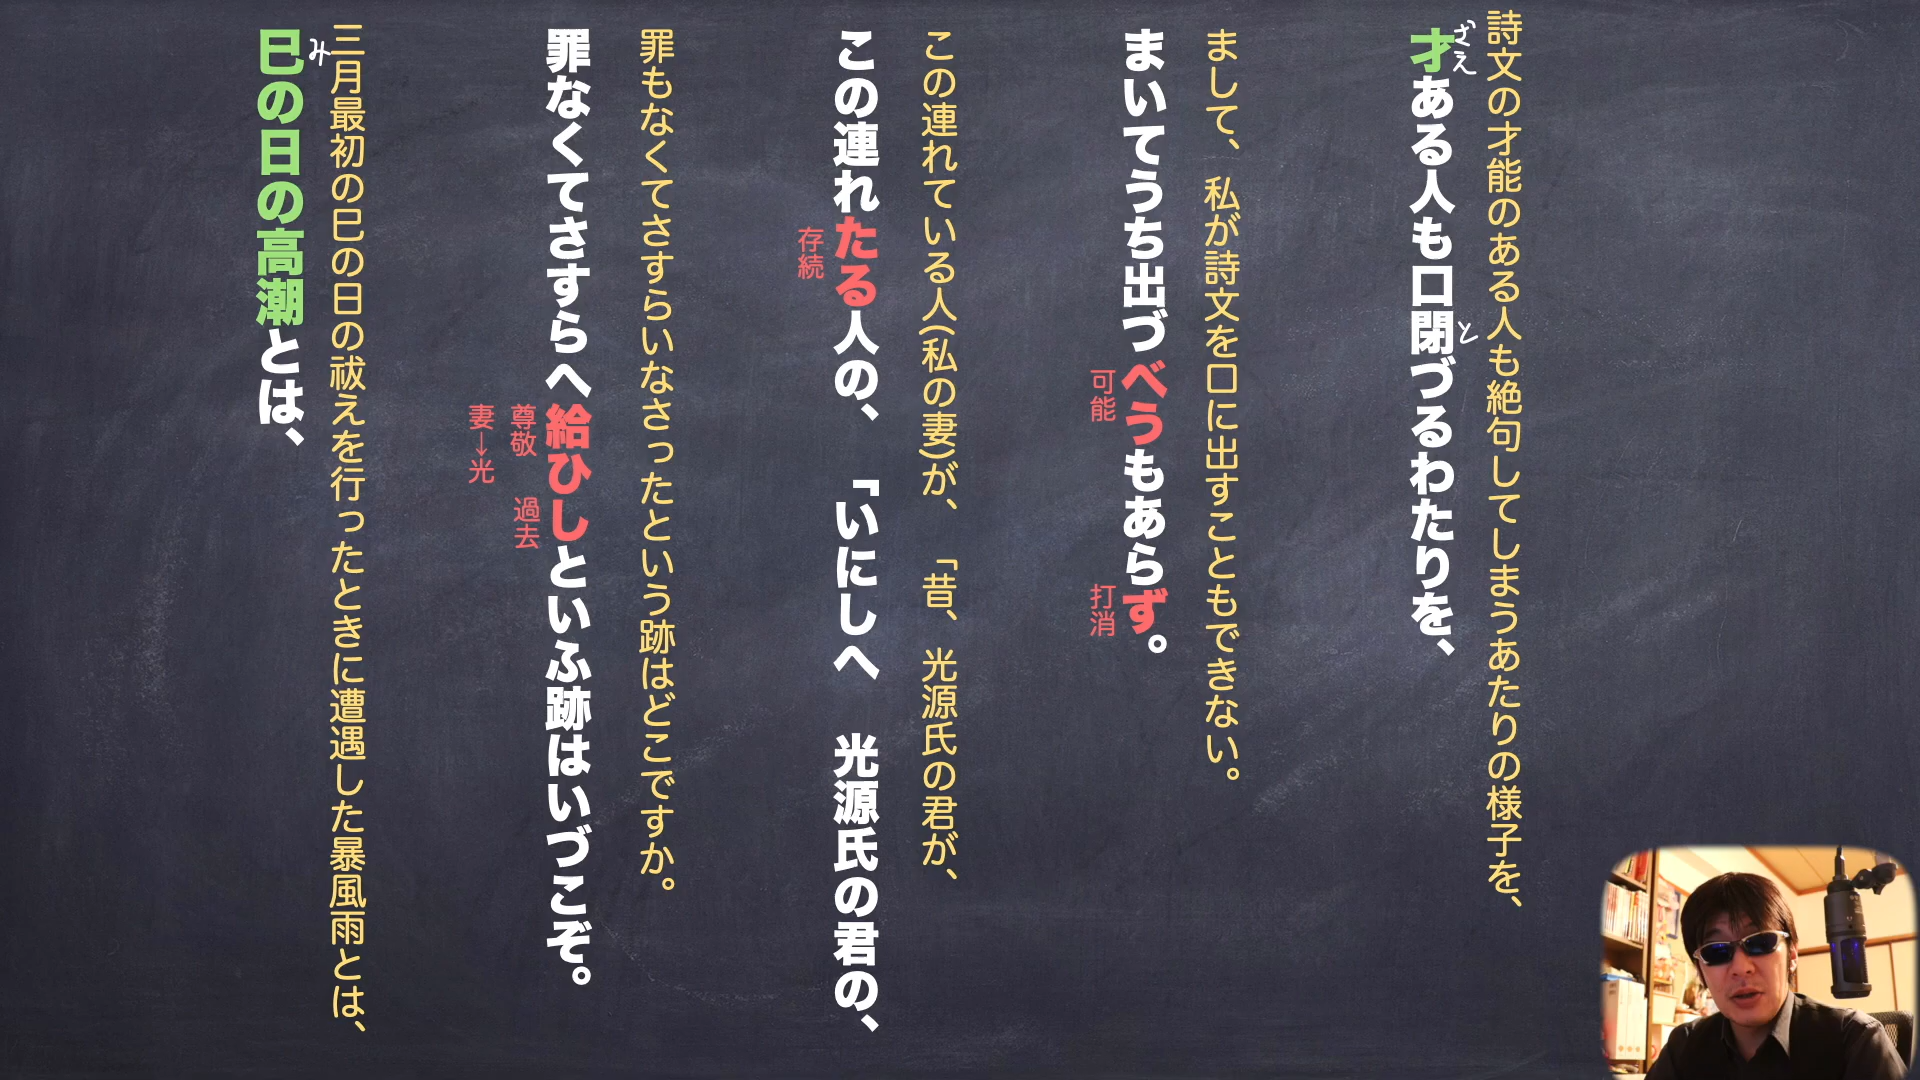 詩文の才能のある人も絶句してしまうあたりの様子を、
ざえ
才ある人も口閉づるわたりを、
と
まして、私が詩文を口に出すこともできない。
まいてうち出づべうもあらず。
可能
打消
この連れている人(私の妻)が、「昔、光源氏の君が、
この連れたる人の、「いにしへ 光源氏の君の、
存続
罪もなくてさすらいなさったという跡はどこですか。
罪なくてさすらへ給ひしといふ跡はいづこぞ。
尊敬
過去
妻→光
三月最初の巳の日の祓えを行ったときに遭遇した暴風雨とは、
み
巳の日の高潮とは、